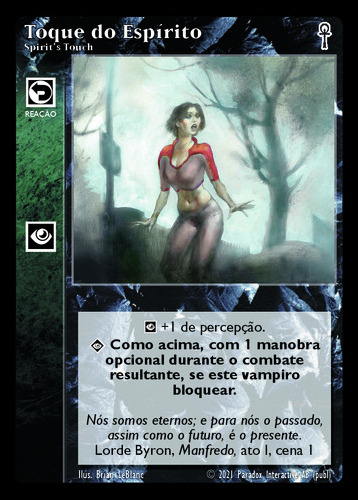 Toque do Espírito
Spirit's Touch
REAÇÃO
+1 de percepção.
Como acima, com 1 manobra
opcional durante o combate
resultante, se este vampiro
bloquear.
Nós somos eternos; e para nós o passado,
assim como o futuro, é o presente.
Lorde Byron, Manfredo, ato I, cena 1
Ilus. Brian LeBlanc
© 2021 Paradox Interactive AB (publ)